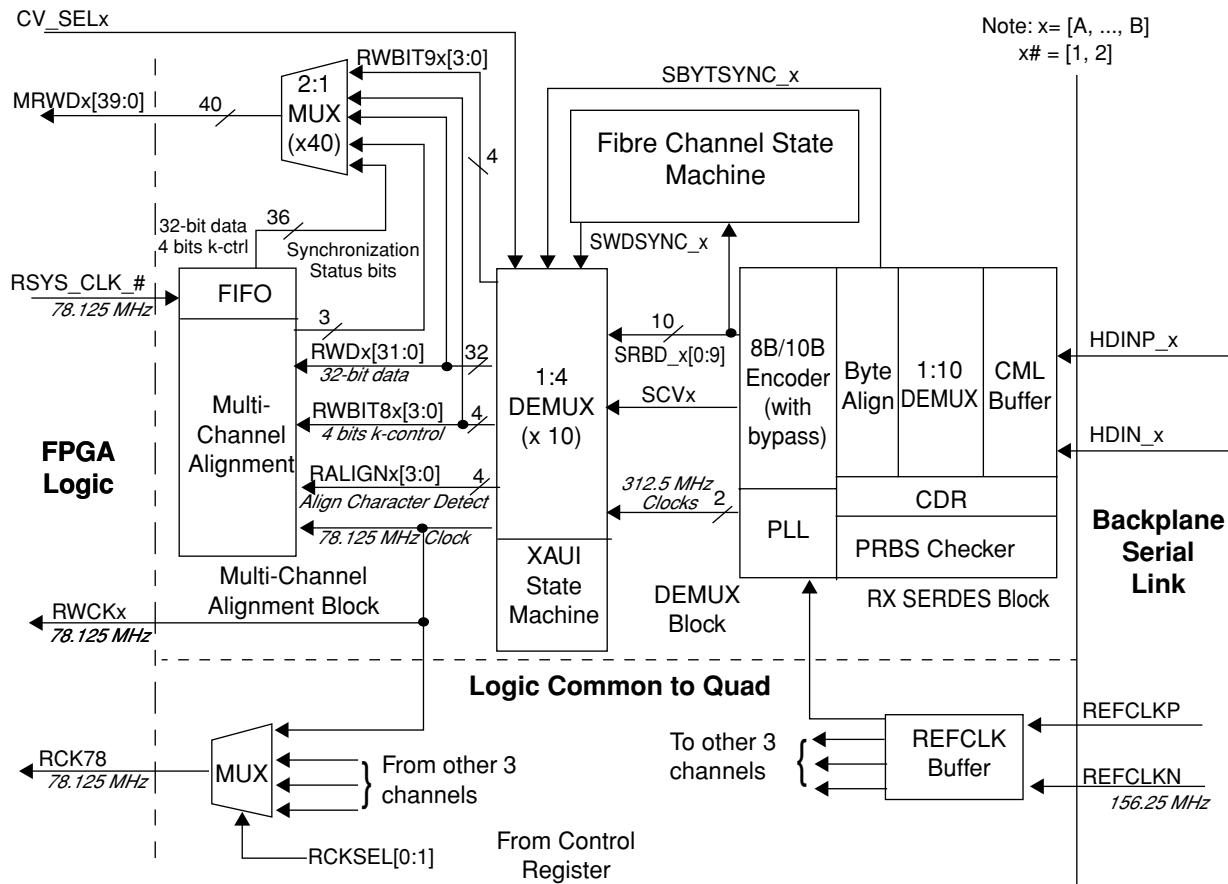 CV_SELx
Note: x= [A, ..., B]
x# = [1, 2]
RWBIT9x[3:0]
SBYTSYNC_x
2:1
MUX
(x40)
MRWDx[39:0]
40
4
Fibre Channel State
Machine
32-bit data
4 bits k-ctrl
36
Synchronization
Status bits
SWDSYNC_x
RSYS_CLK_#
78.125 MHz
FIFO
3
10
SRBD_x[0:9]
RWDx[31:0]
32
32-bit data
1:4
DEMUX
(x 10)
8B/10B
Encoder
(with
bypass)
Byte
Align
1:10
DEMUX
CML
Buffer
HDINP_x
SCVx
Multi-
Channel
Alignment
RWBIT8x[3:0]
4
4 bits k-control
HDIN_x
FPGA
Logic
RALIGNx[3:0]
4
Align Character Detect
312.5 MHz
Clocks
2
CDR
78.125 MHz Clock
PLL
PRBS Checker
Backplane
Serial
Link
XAUI
State
Machine
Multi-Channel
Alignment Block
DEMUX
Block
RX SERDES Block
RWCKx
78.125 MHz
Logic Common to Quad
REFCLKP
RCK78
78.125 MHz
MUX
From other 3
channels
To other 3
channels
REFCLK
Buffer
REFCLKN
156.25 MHz
RCKSEL[0:1]
From Control
Register